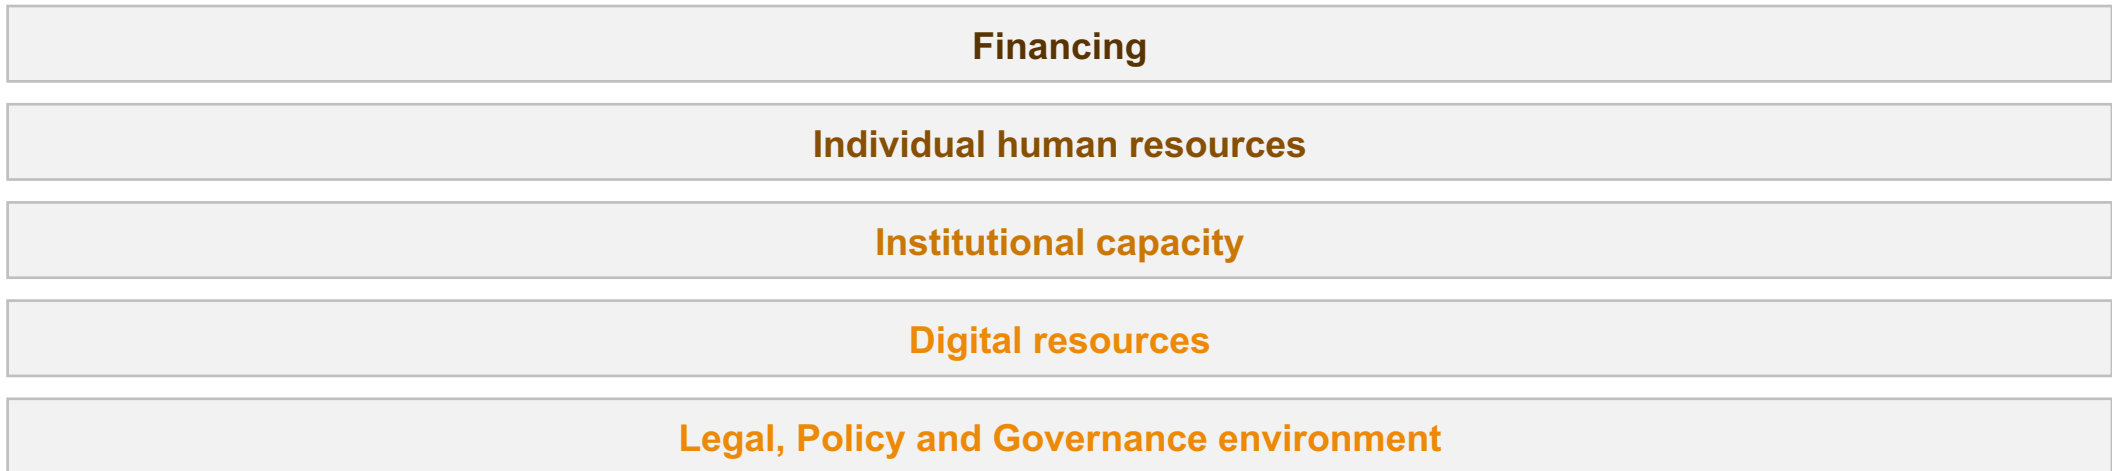 Financing
Individual human resources
Institutional capacity
Digital resources
Legal, Policy and Governance environment